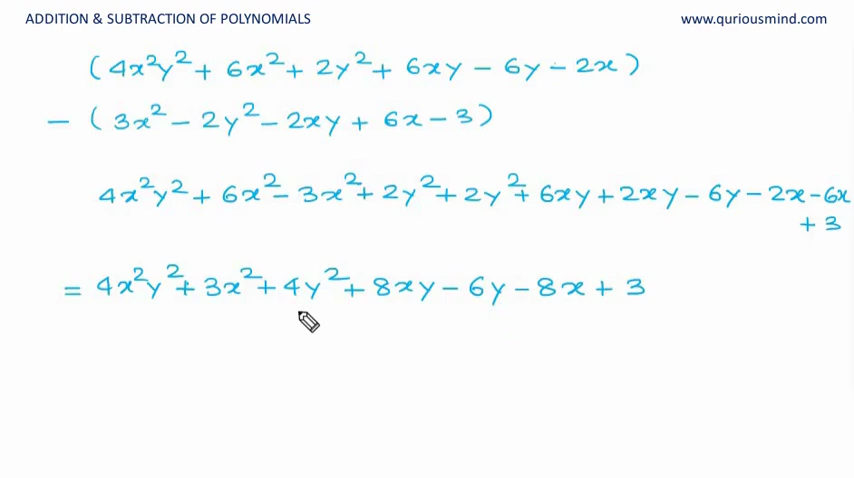 ADDITION & SUBTRACTION OF POLYNOMIALS www.quriousmind.com
(4x²y² + 6x² + 2y² + 6xy − 6y − 2x)
− (3x² − 2y² − 2xy + 6x − 3)
4x²y² + 6x² − 3x² + 2y² + 2y² + 6xy + 2xy − 6y − 2x − 6x
+ 3
= 4x²y² + 3x² + 4y² + 8xy − 6y − 8x + 3